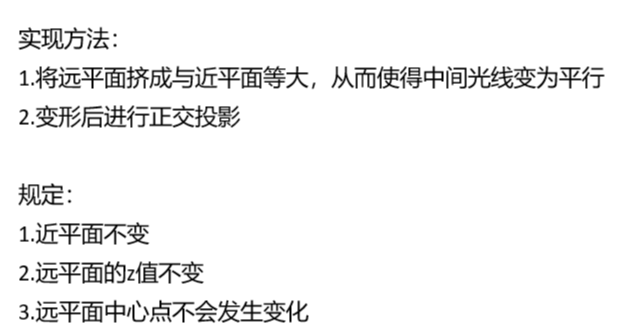 实现方法：
1.将远平面挤成与近平面等大，从而使得中间光线变为平行
2.变形后进行正交投影
规定：
1.近平面不变
2.远平面的z值不变
3.远平面中心点不会发生变化